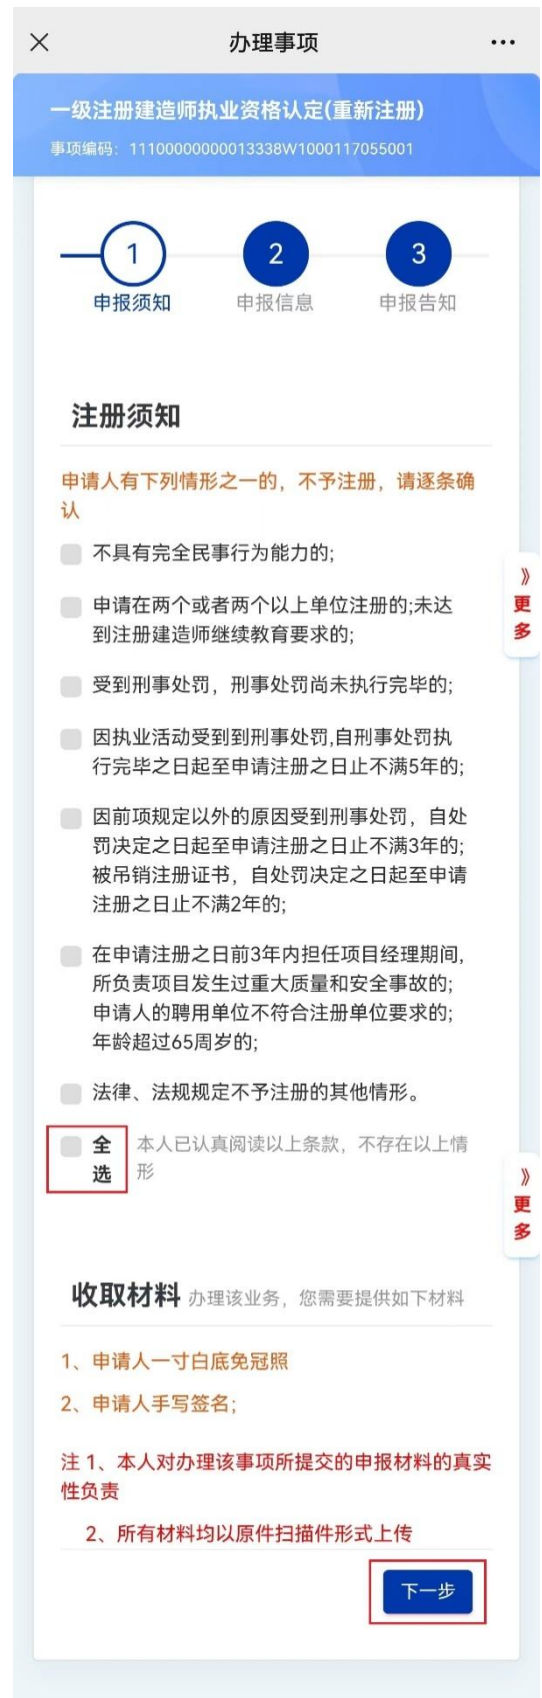 办理事项
一级注册建造师执业资格认定(重新注册)
事项编码：11100000000013338W1000117055001
1
2
3
申报须知
申报信息
申报告知
注册须知
申请人有下列情形之一的，不予注册，请逐条确
认
不具有完全民事行为能力的;
申请在两个或者两个以上单位注册的;未达
到注册建造师继续教育要求的;
受到刑事处罚，刑事处罚尚未执行完毕的;
因执业活动受到到刑事处罚,自刑事处罚执
行完毕之日起至申请注册之日止不满5年的;
因前项规定以外的原因受到刑事处罚，自处
罚决定之日起至申请注册之日止不满3年的;
被吊销注册证书，自处罚决定之日起至申请
注册之日止不满2年的;
在申请注册之日前3年内担任项目经理期间,
所负责项目发生过重大质量和安全事故的;
申请人的聘用单位不符合注册单位要求的;
年龄超过65周岁的;
法律、法规规定不予注册的其他情形。
全 本人已认真阅读以上条款，不存在以上情
选 形
》
更
多
》
更
多
收取材料 办理该业务，您需要提供如下材料
1、申请人一寸白底免冠照
2、申请人手写签名;
注 1、本人对办理该事项所提交的申报材料的真实
性负责
2、所有材料均以原件扫描件形式上传
下一步